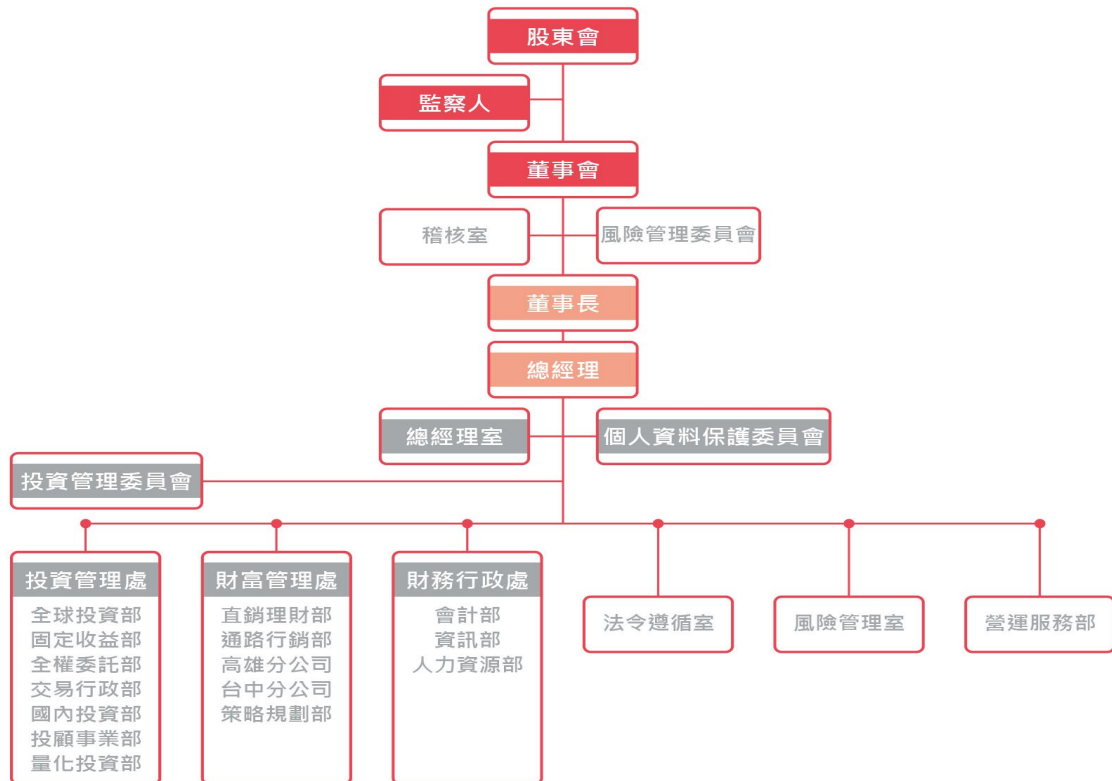 股東會
監察人
董事會
稽核室
風險管理委員會
董事長
總經理
總經理室
個人資料保護委員會
投資管理委員會
投資管理處
全球投資部
固定收益部
全權委託部
交易行政部
國內投資部
投顧事業部
量化投資部
財富管理處
直銷理財部
通路行銷部
高雄分公司
台中分公司
策略規劃部
財務行政處
會計部
資訊部
人力資源部
法令遵循室
風險管理室
營運服務部